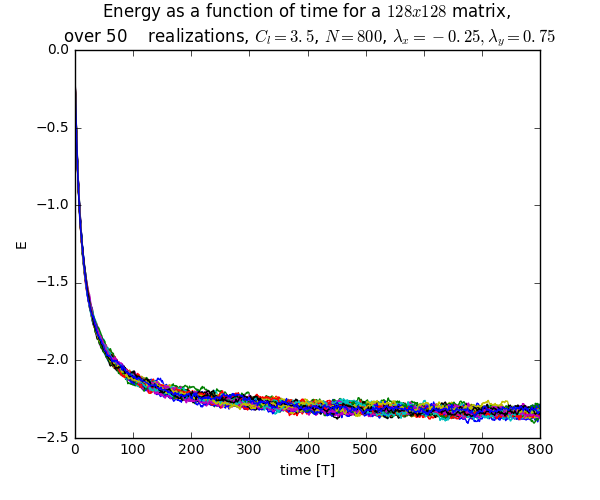 Energy as a function of time for a 128x128 matrix,
over 50    realizations, C_l = 3.5, N = 800, λ_x = −0.25, λ_y = 0.75
0.0
−0.5
−1.0
−1.5
−2.0
−2.5
E
0 100 200 300 400 500 600 700 800
time [T]